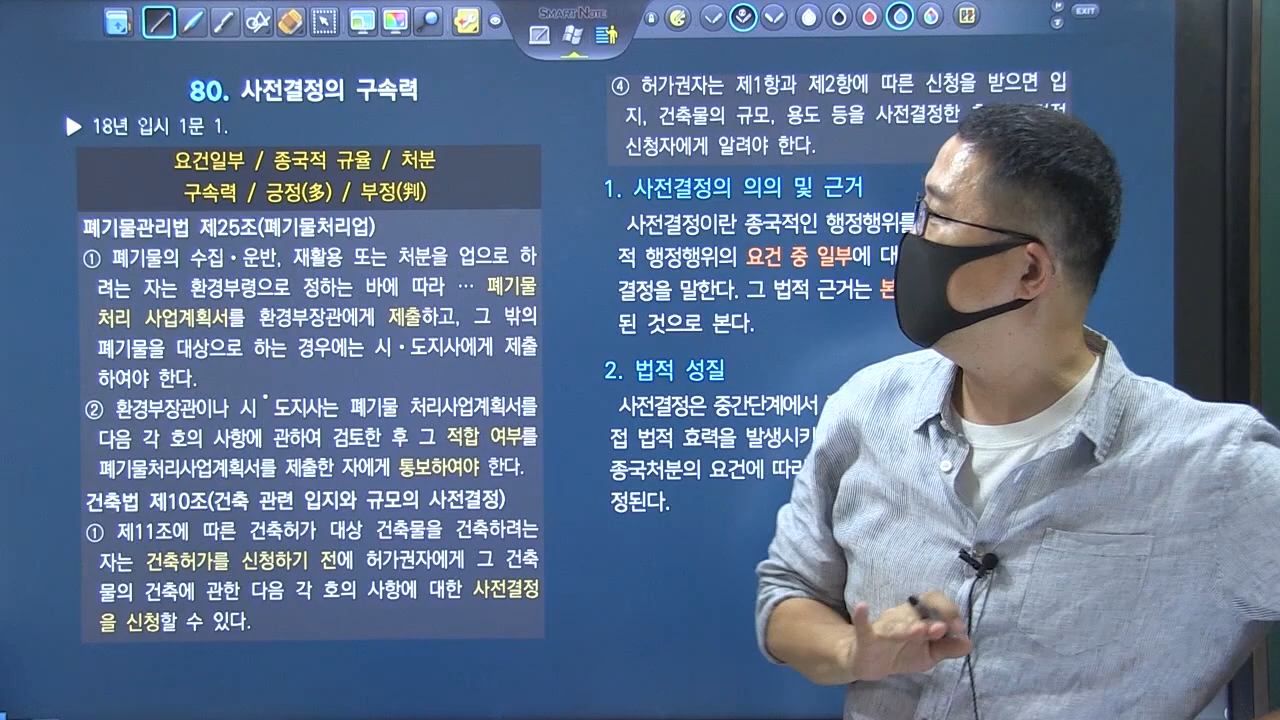 SMARTNOTE
EXIT
80. 사전결정의 구속력
▶ 18년 입시 1문 1.
요건일부 / 종국적 규율 / 처분
구속력 / 긍정(多) / 부정(判)
폐기물관리법 제25조(폐기물처리업)
① 폐기물의 수집·운반, 재활용 또는 처분을 업으로 하
려는 자는 환경부령으로 정하는 바에 따라 … 폐기물
처리 사업계획서를 환경부장관에게 제출하고, 그 밖의
폐기물을 대상으로 하는 경우에는 시·도지사에게 제출
하여야 한다.
② 환경부장관이나 시·도지사는 폐기물 처리사업계획서를
다음 각 호의 사항에 관하여 검토한 후 그 적합 여부를
폐기물처리사업계획서를 제출한 자에게 통보하여야 한다.
건축법 제10조(건축 관련 입지와 규모의 사전결정)
① 제11조에 따른 건축허가 대상 건축물을 건축하려는
자는 건축허가를 신청하기 전에 허가권자에게 그 건축
물의 건축에 관한 다음 각 호의 사항에 대한 사전결정
을 신청할 수 있다.
④ 허가권자는 제1항과 제2항에 따른 신청을 받으면 입
지, 건축물의 규모, 용도 등을 사전결정한
신청자에게 알려야 한다.
1. 사전결정의 의의 및 근거
사전결정이란 종국적인 행정행위를
적 행정행위의 요건 중 일부에 대
결정을 말한다. 그 법적 근거는 본
된 것으로 본다.
2. 법적 성질
사전결정은 중간단계에서
접 법적 효력을 발생시키
종국처분의 요건에 따라
정된다.